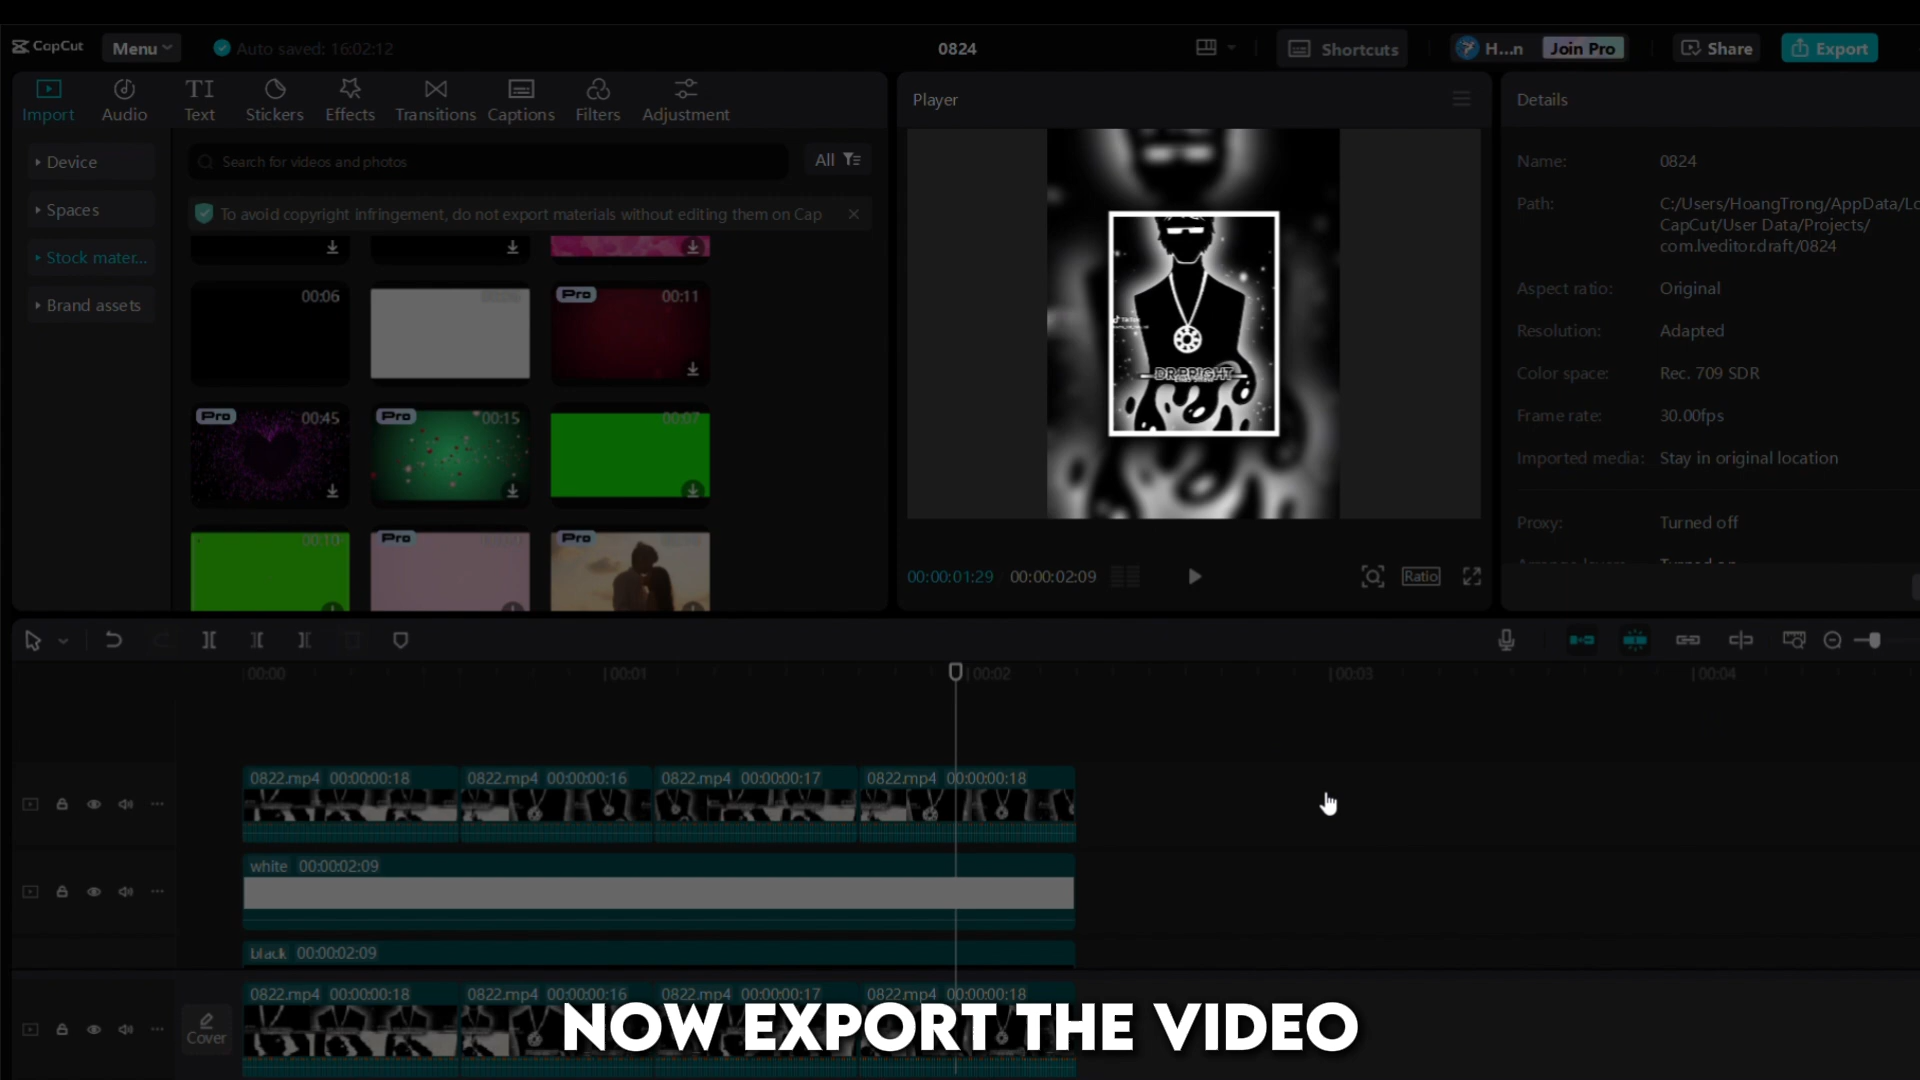 CapCut
Menu
Auto saved: 16:02:12
0824
Shortcuts
H...n
Join Pro
Share
Export
Import
Audio
TI
Text
Stickers
Effects
Transitions
Captions
Filters
Adjustment
Player
Details
Device
Spaces
Stock mater...
Brand assets
Search for videos and photos
All
To avoid copyright infringement, do not export materials without editing them on Cap
00:06
Pro
00:11
Pro
00:45
Pro
00:15
00:07
00:10
Pro
Pro
TikTok
DR.BRIGHT
Name:
0824
Path:
C:/Users/HoangTrong/AppData/Lo
CapCut/User Data/Projects/
com.lveditor.draft/0824
Aspect ratio:
Original
Resolution:
Adapted
Color space:
Rec. 709 SDR
Frame rate:
30.00fps
Imported media:
Stay in original location
Proxy:
Turned off
Arrange layers:
Turned on
00:00:01:29
00:00:02:09
Ratio
00:00
00:01
00:02
00:03
00:04
0822.mp4 00:00:00:18
0822.mp4 00:00:00:16
0822.mp4 00:00:00:17
0822.mp4 00:00:00:18
white 00:00:02:09
black 00:00:02:09
Cover
0822.mp4 00:00:00:18
0822.mp4 00:00:00:16
0822.mp4 00:00:00:17
0822.mp4 00:00:00:18
NOW EXPORT THE VIDEO